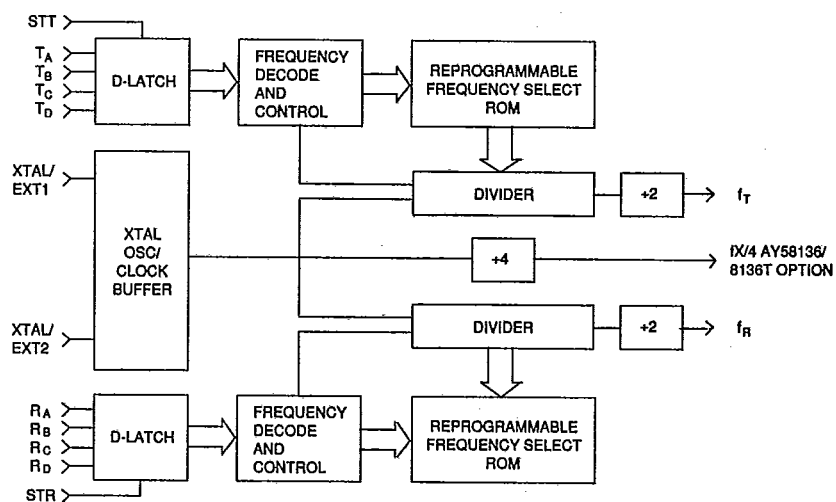 STT
TA
TB
TC
TD
D-LATCH
FREQUENCY
DECODE
AND
CONTROL
REPROGRAMMABLE
FREQUENCY SELECT
ROM
XTAL/
EXT1
XTAL
OSC/
CLOCK
BUFFER
XTAL/
EXT2
DIVIDER
÷2
fT
÷4
fX/4 AY58136/
8136T OPTION
DIVIDER
÷2
fR
RA
RB
RC
RD
STR
D-LATCH
FREQUENCY
DECODE
AND
CONTROL
REPROGRAMMABLE
FREQUENCY SELECT
ROM